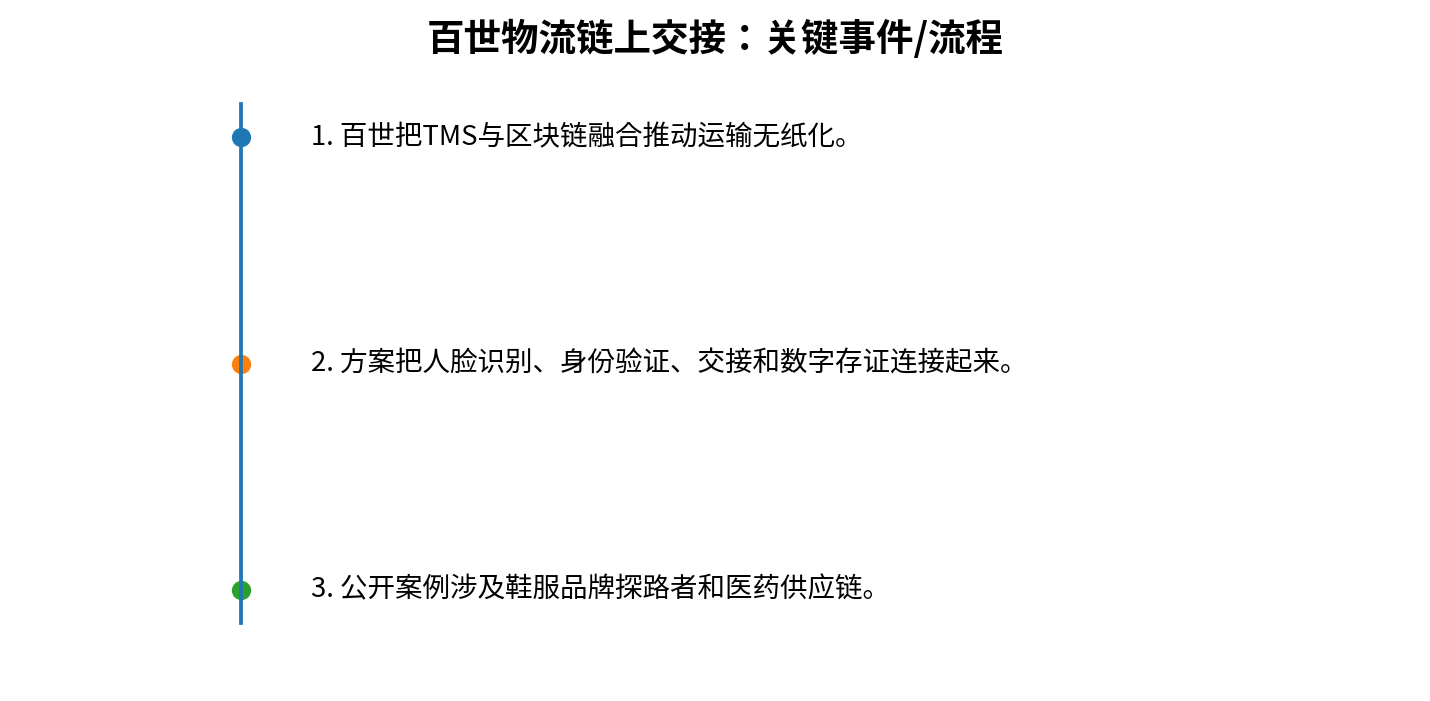 百世物流链上交接：关键事件/流程
1. 百世把TMS与区块链融合推动运输无纸化。
2. 方案把人脸识别、身份验证、交接和数字存证连接起来。
3. 公开案例涉及鞋服品牌探路者和医药供应链。